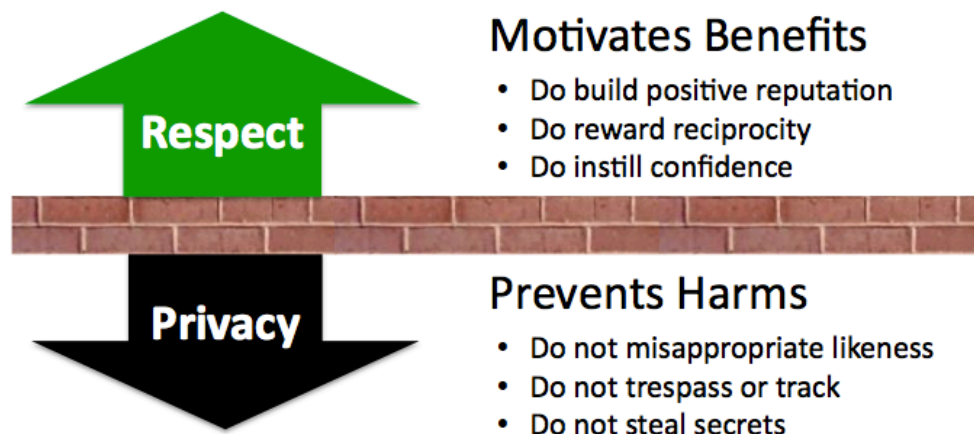 Motivates Benefits
• Do build positive reputation
• Do reward reciprocity
• Do instill confidence
Respect
Privacy
Prevents Harms
• Do not misappropriate likeness
• Do not trespass or track
• Do not steal secrets